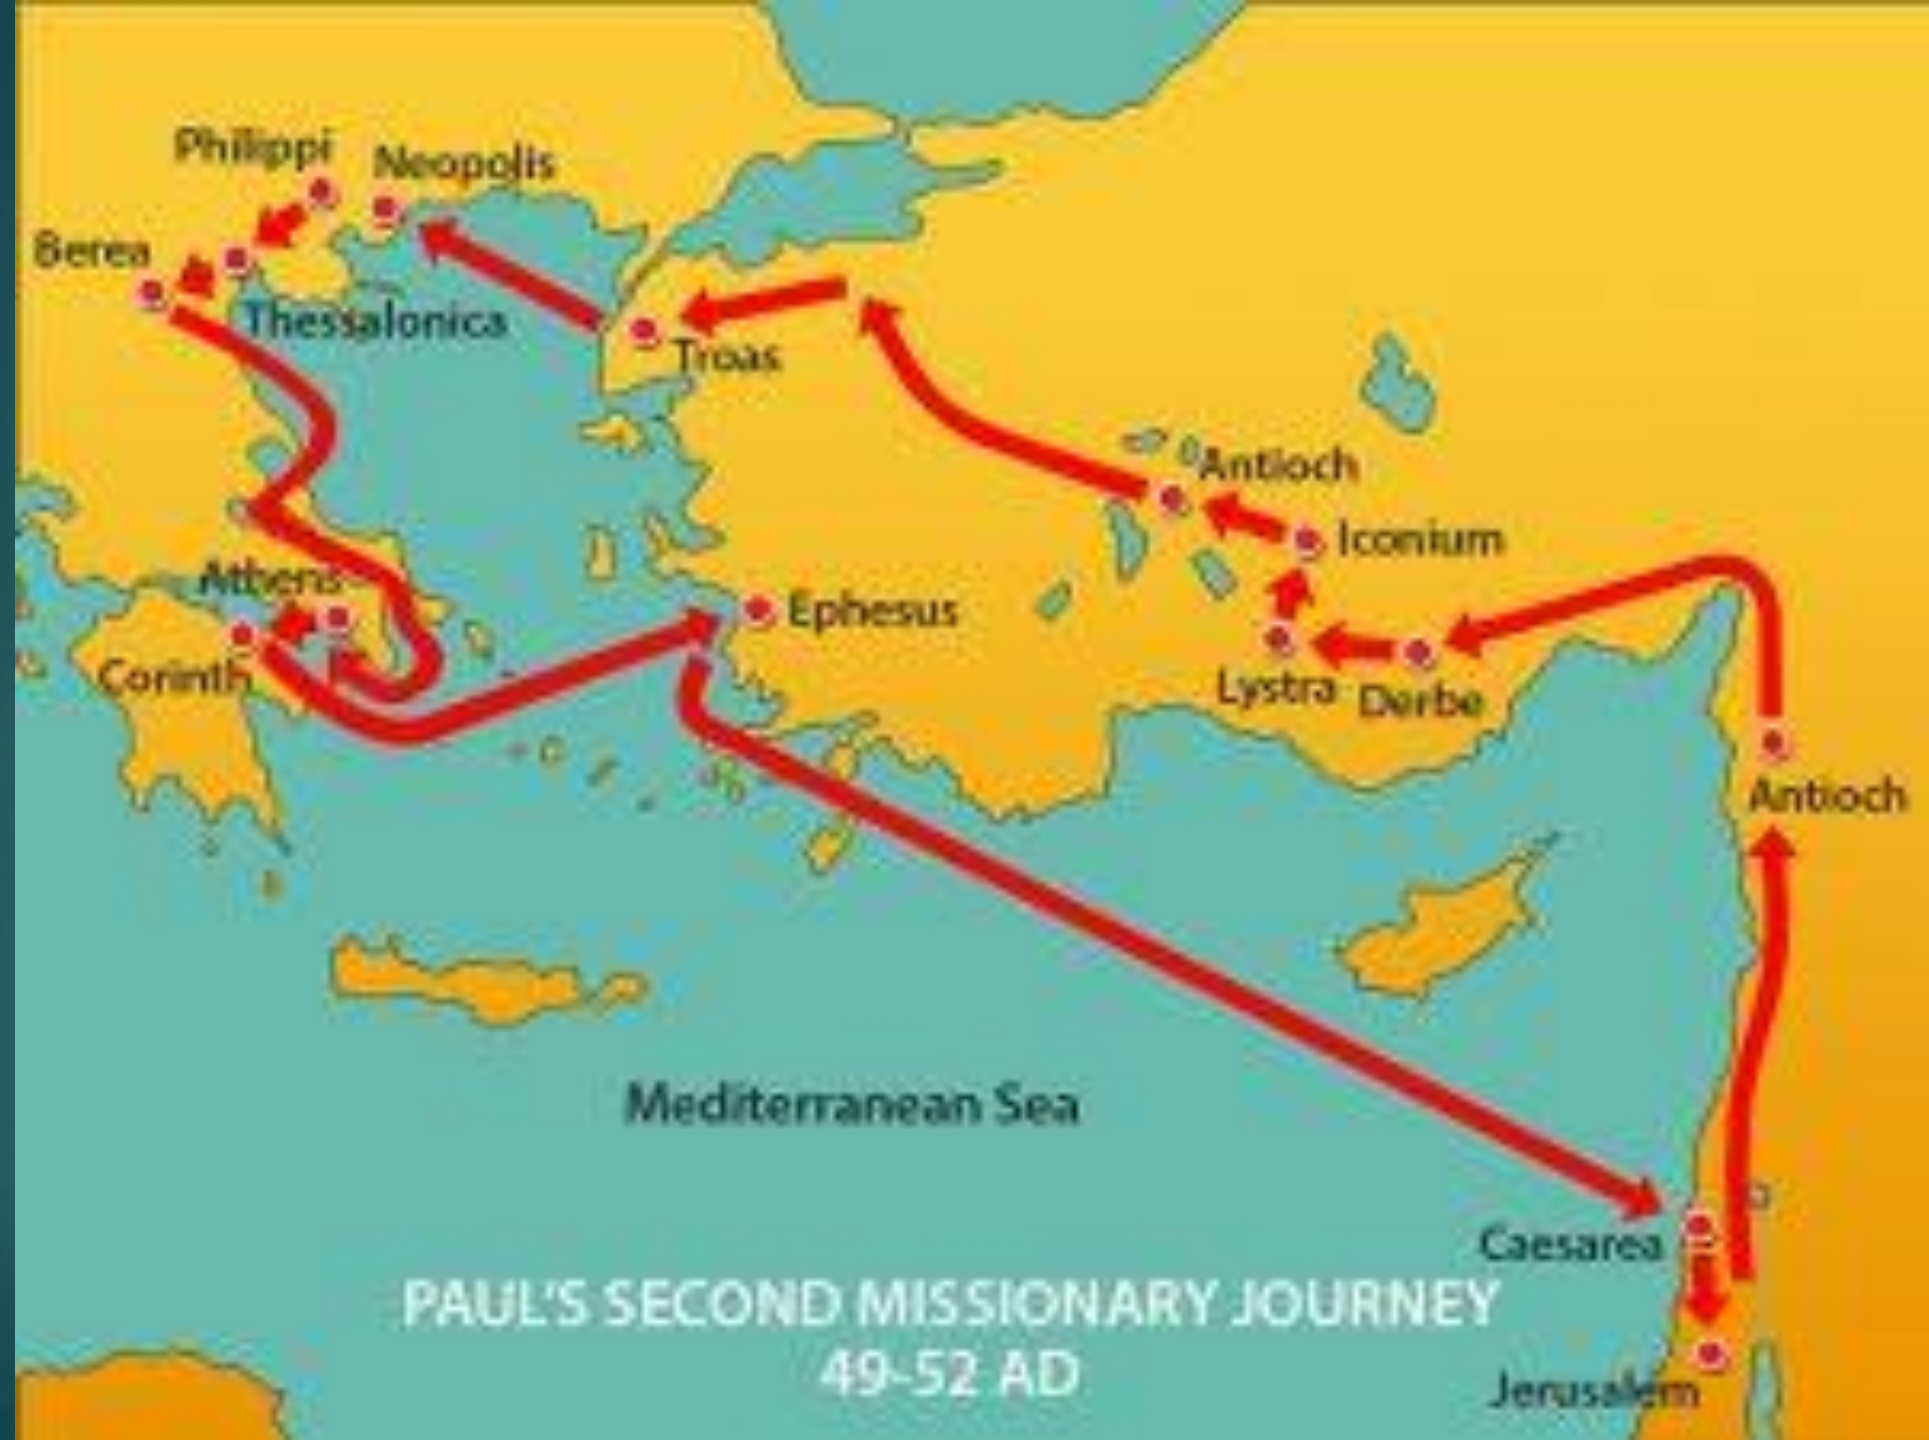 Philippi
Neopolis
Berea
Thessalonica
Troas
Antioch
Iconium
Athens
Ephesus
Corinth
Lystra
Derbe
Antioch
Mediterranean Sea
Caesarea
PAUL'S SECOND MISSIONARY JOURNEY
49-52 AD
Jerusalem